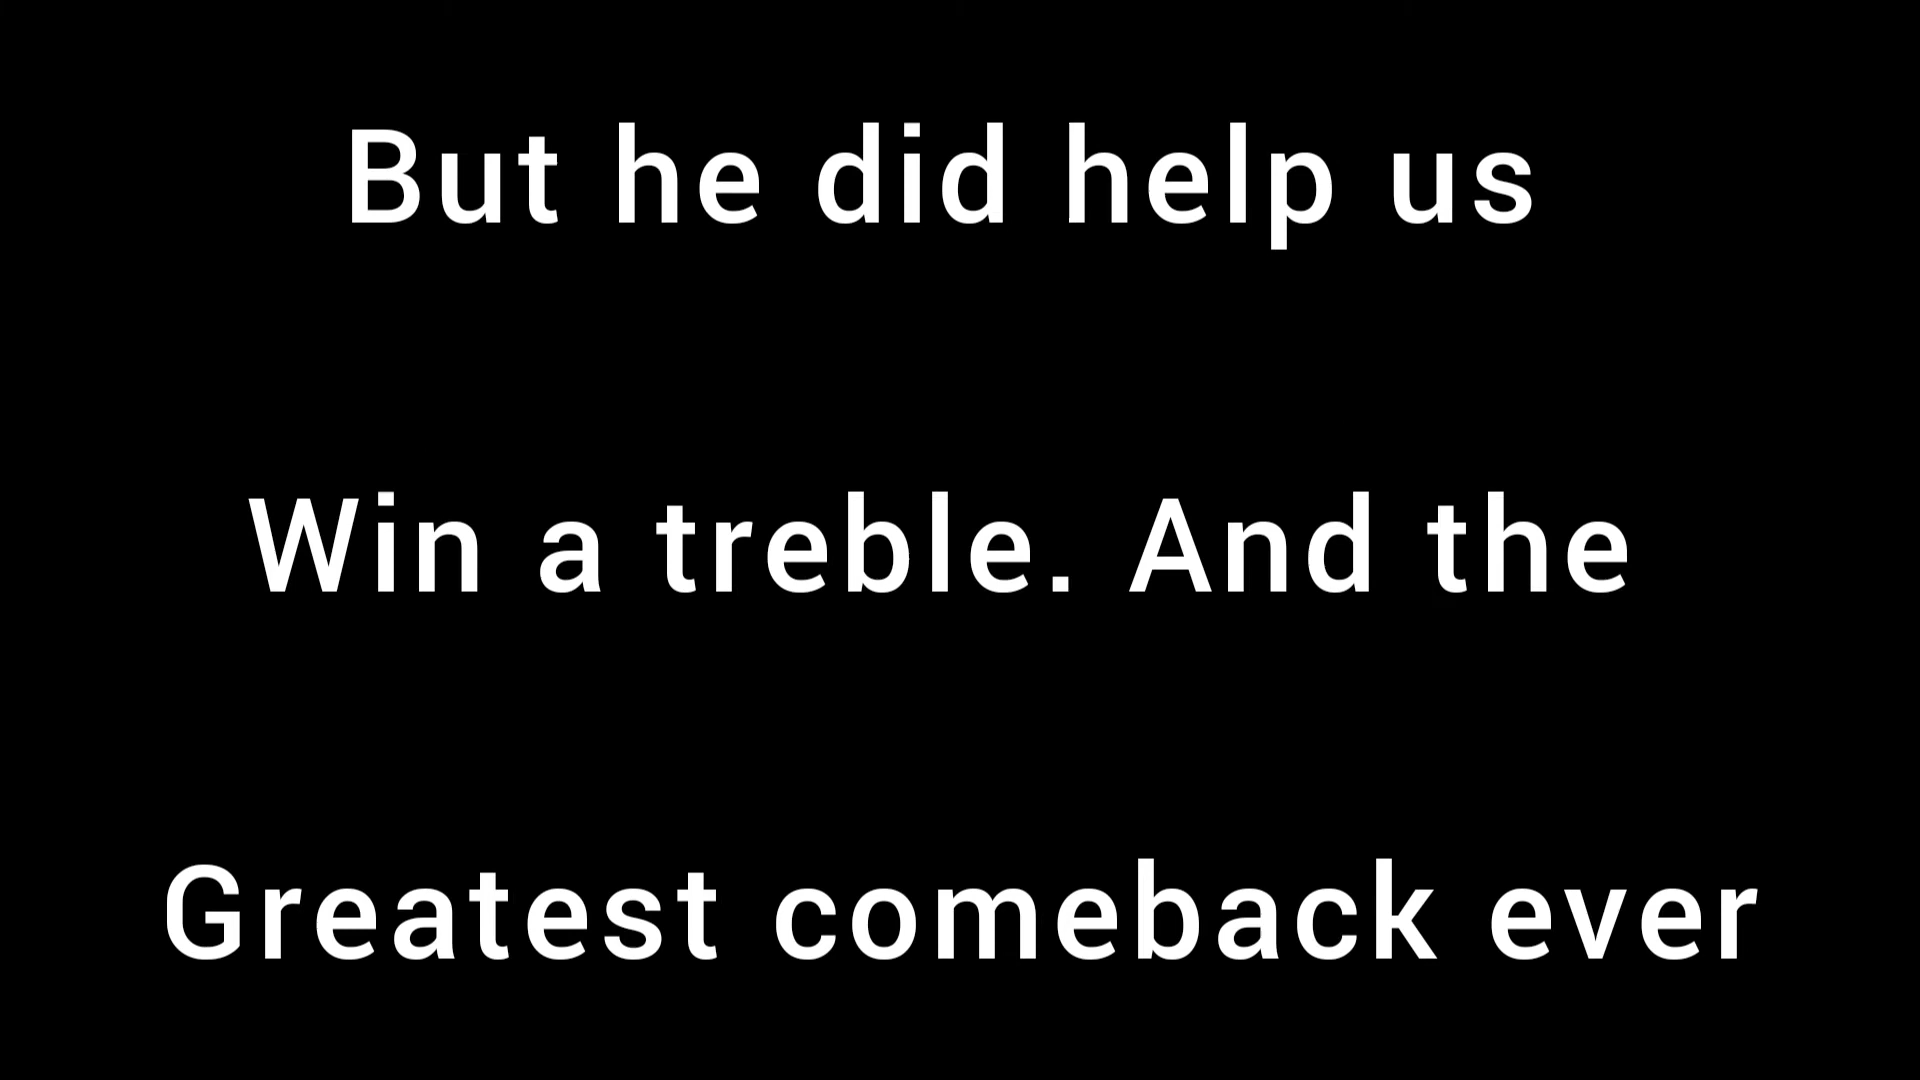 But he did help us
Win a treble. And the
Greatest comeback ever